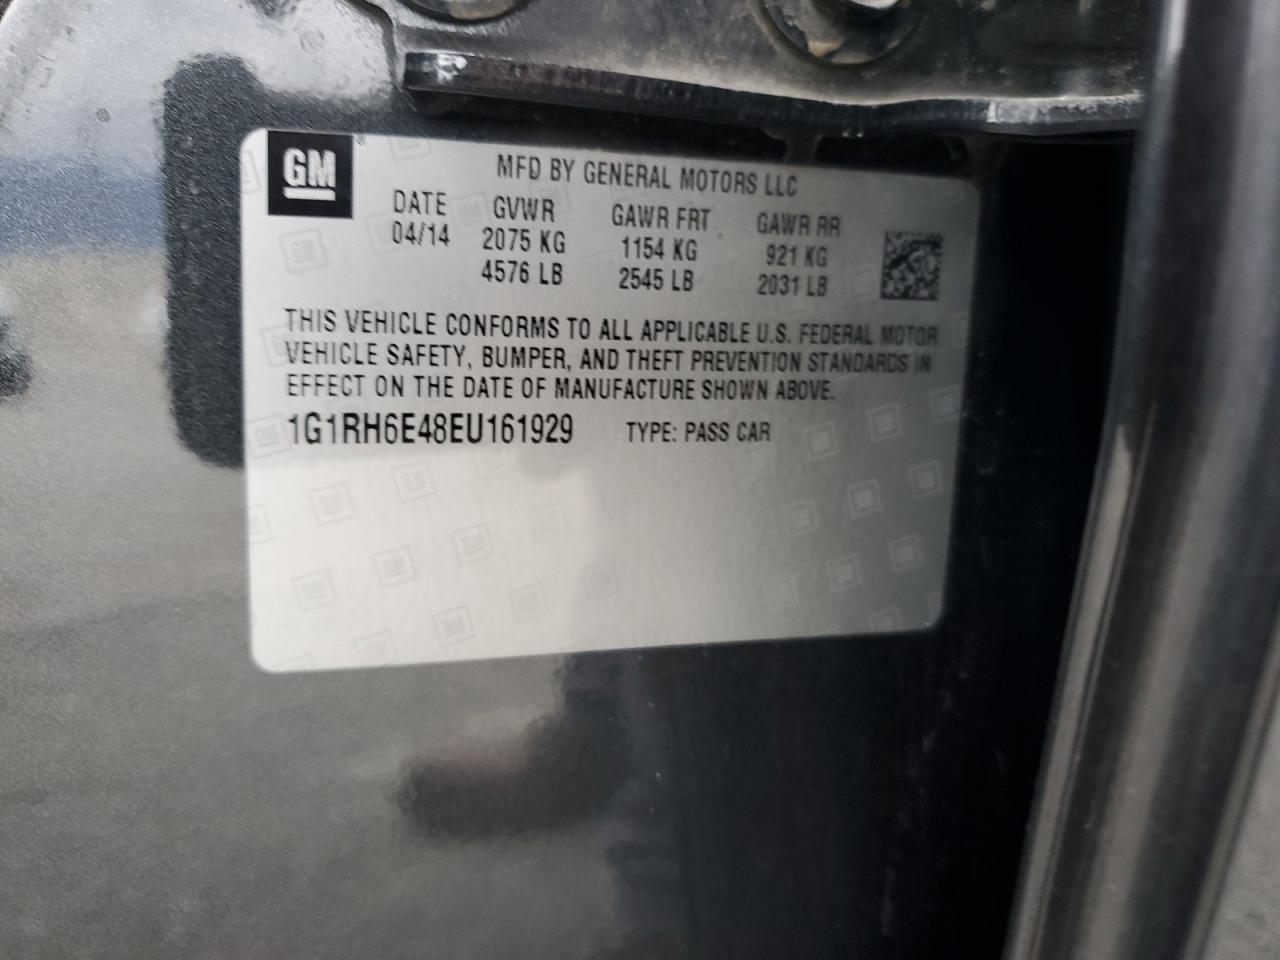 GM
MFD BY GENERAL MOTORS LLC
DATE GVWR GAWR FRT GAWR RR
04/14 2075 KG 1154 KG 921 KG
4576 LB 2545 LB 2031 LB
THIS VEHICLE CONFORMS TO ALL APPLICABLE U.S. FEDERAL MOTOR
VEHICLE SAFETY, BUMPER, AND THEFT PREVENTION STANDARDS IN
EFFECT ON THE DATE OF MANUFACTURE SHOWN ABOVE.
1G1RH6E48EU161929 TYPE: PASS CAR